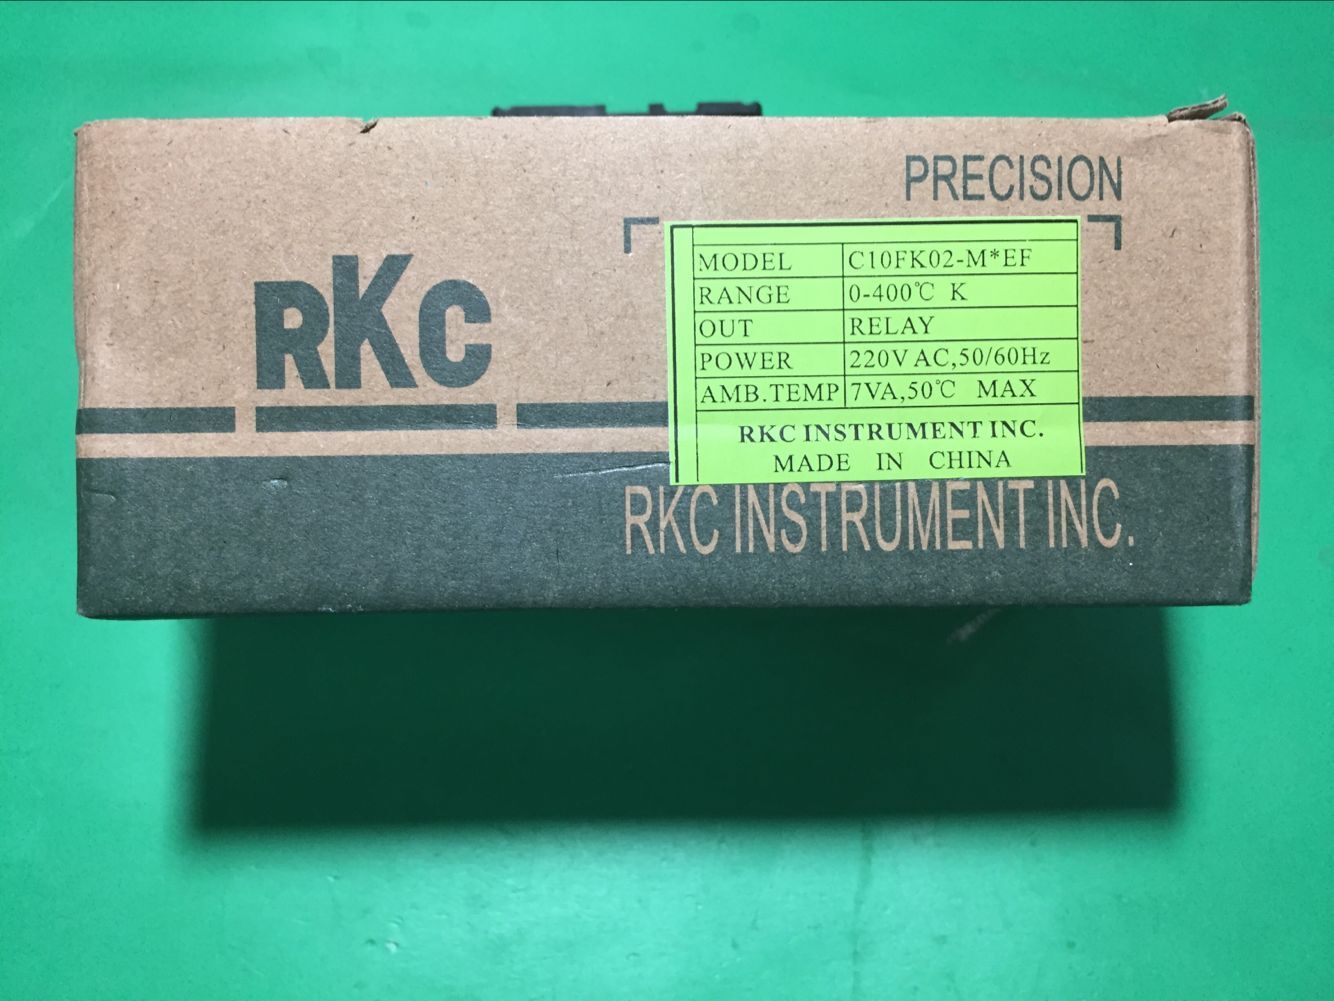 PRECISION
RKC
MODEL C10FK02-M*EF
RANGE 0-400℃ K
OUT RELAY
POWER 220V AC,50/60Hz
AMB.TEMP 7VA,50℃ MAX
RKC INSTRUMENT INC.
MADE IN CHINA
RKC INSTRUMENT INC.